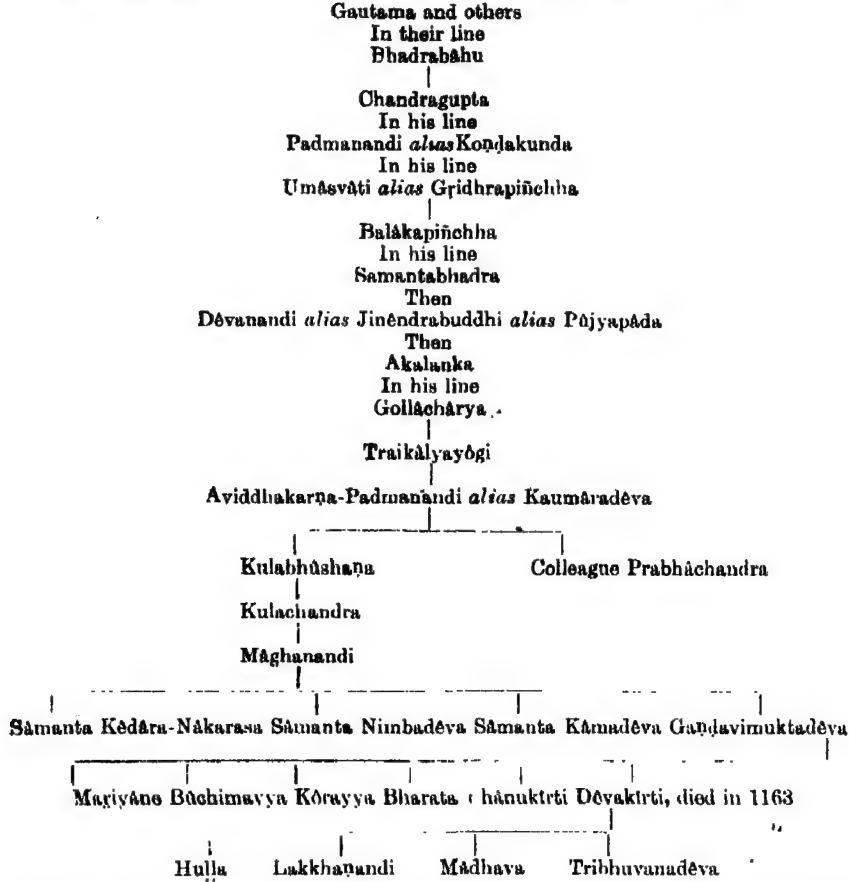 Gautama and others
In their line
Bhadrabâhu
Chandragupta
In his line
Padmanandi alias Koṇḍakunda
In his line
Umâsvâti alias Gṛidhrapiñchha
Balâkapiñchha
In his line
Samantabhadra
Then
Dêvanandi alias Jinêndrabuddhi alias Pûjyapâda
Then
Akalanka
In his line
Gollâchârya
Traikâlyayôgi
Aviddhakarṇa-Padmanandi alias Kaumâradêva
Kulabhûshaṇa Colleague Prabhâchandra
Kulachandra
Mâghanandi
Sâmanta Kêdâra-Nâkarasa Sâmanta Nimbadêva Sâmanta Kâmadêva Gaṇḍavimuktadêva
Mariyâne Bûchimayya Kôrayya Bharata hânukîrti Dêvakîrti, died in 1163
Huḷḷa Lakkhaṇandi Mâdhava Tribhuvanadêva